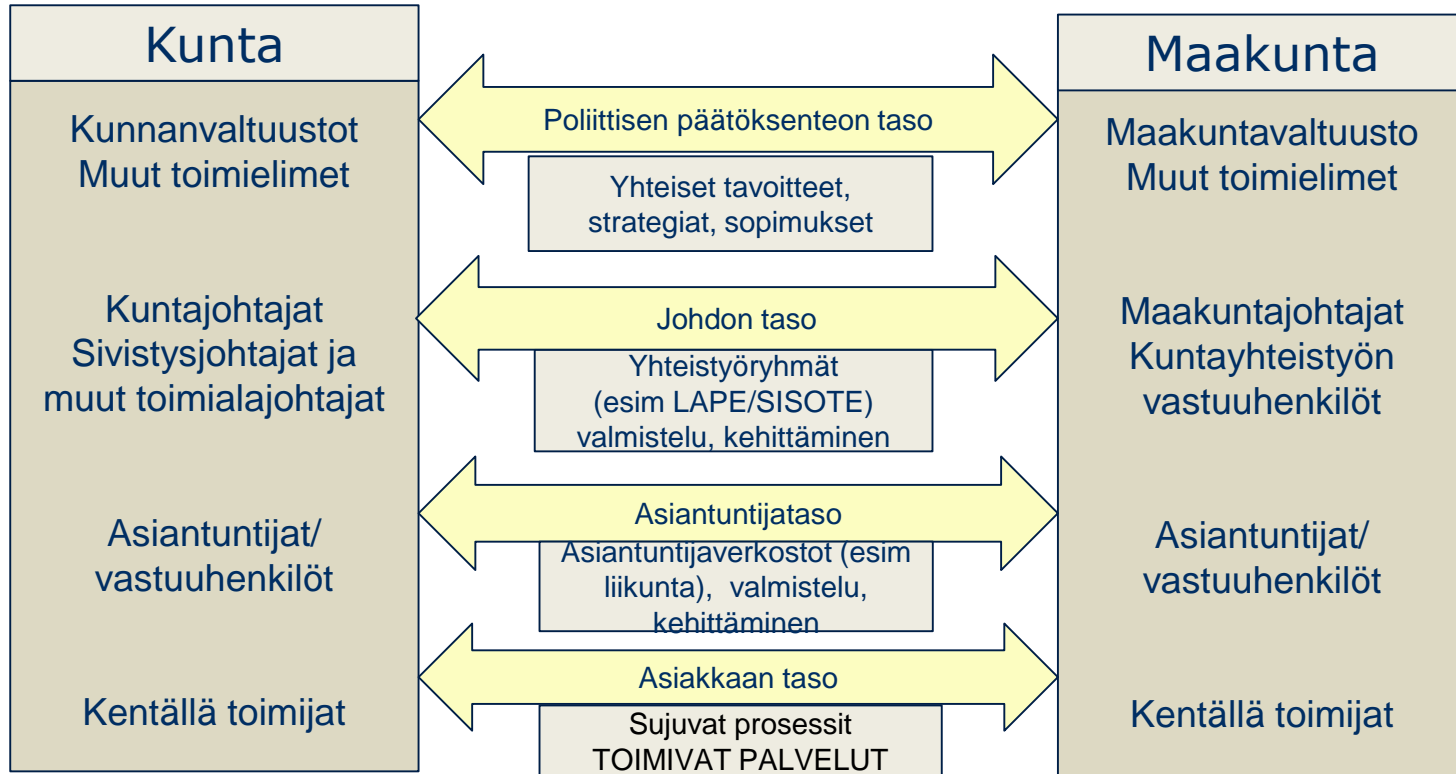 Kunta
Kunnanvaltuustot
Muut toimielimet
Kuntajohtajat
Sivistysjohtajat ja
muut toimialajohtajat
Asiantuntijat/
vastuuhenkilöt
Kentällä toimijat
Poliittisen päätöksenteon taso
Yhteiset tavoitteet,
strategiat, sopimukset
Johdon taso
Yhteistyöryhmät
(esim LAPE/SISOTE)
valmistelu, kehittäminen
Asiantuntijataso
Asiantuntijaverkostot (esim
liikunta), valmistelu,
kehittäminen
Asiakkaan taso
Sujuvat prosessit
TOIMIVAT PALVELUT
Maakunta
Maakuntavaltuusto
Muut toimielimet
Maakuntajohtajat
Kuntayhteistyön
vastuuhenkilöt
Asiantuntijat/
vastuuhenkilöt
Kentällä toimijat